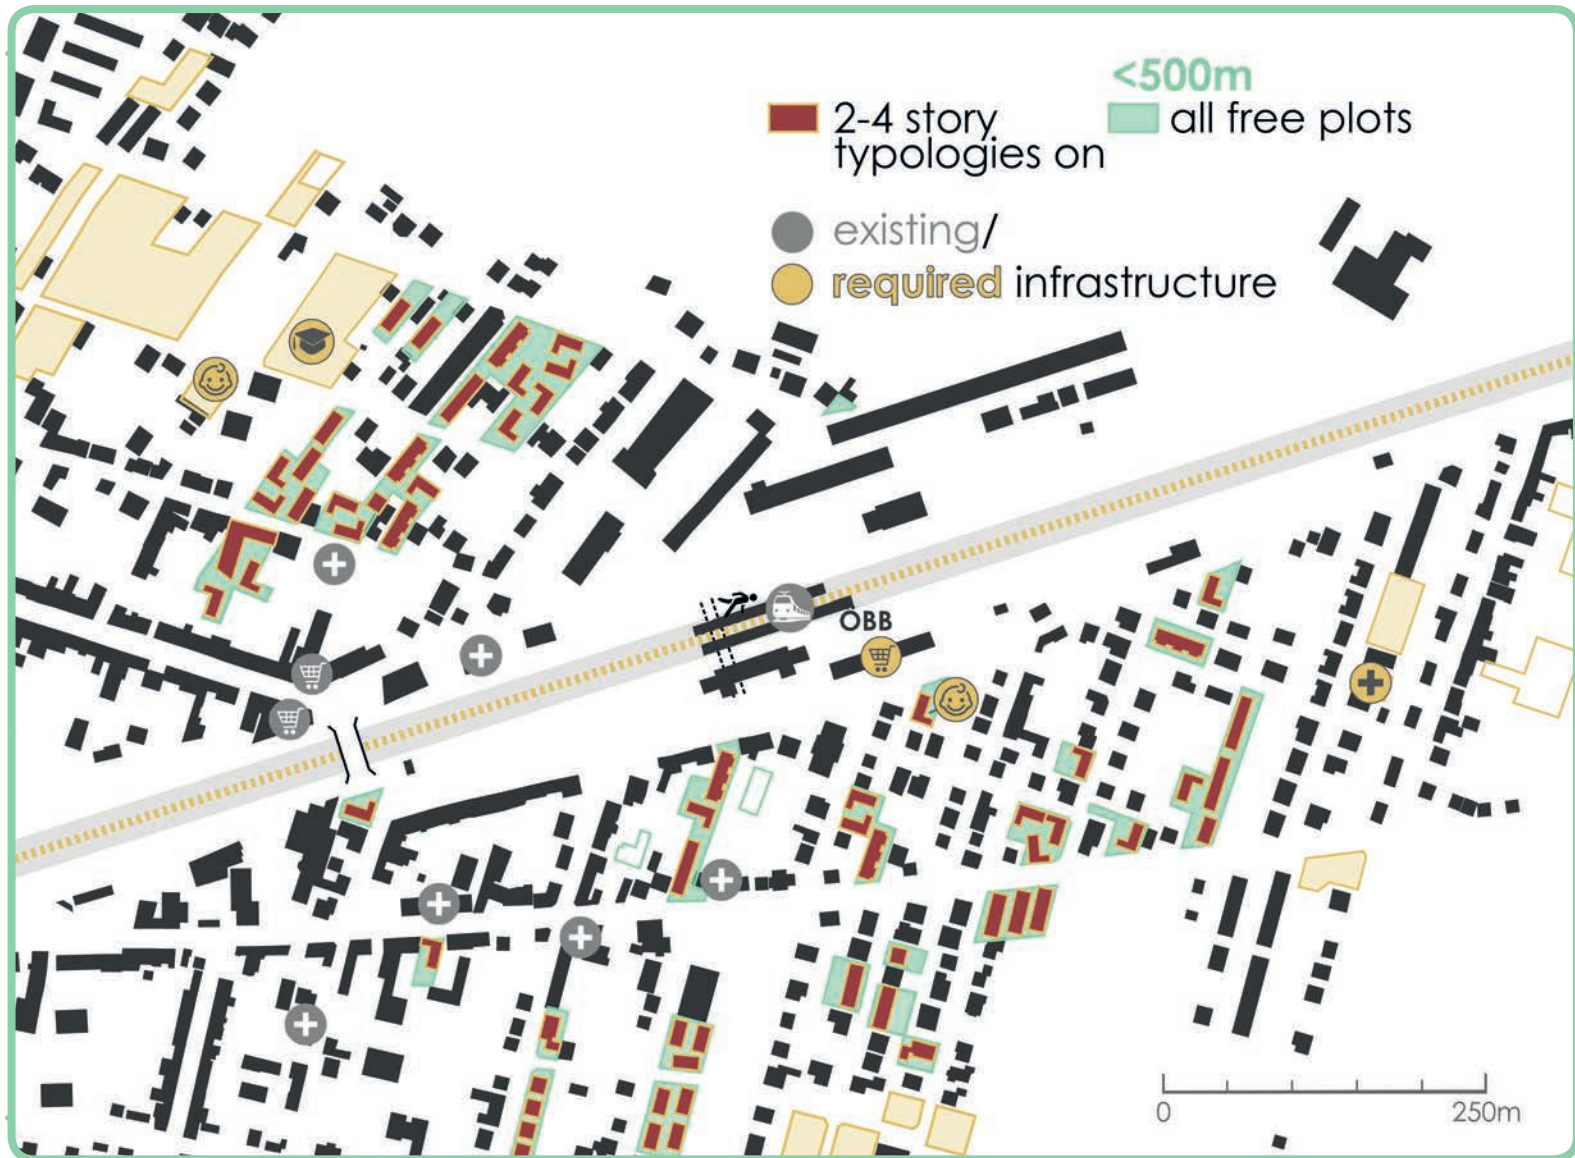 <500m
2-4 story
typologies on
all free plots
existing/
required infrastructure
ÖBB
0
250m